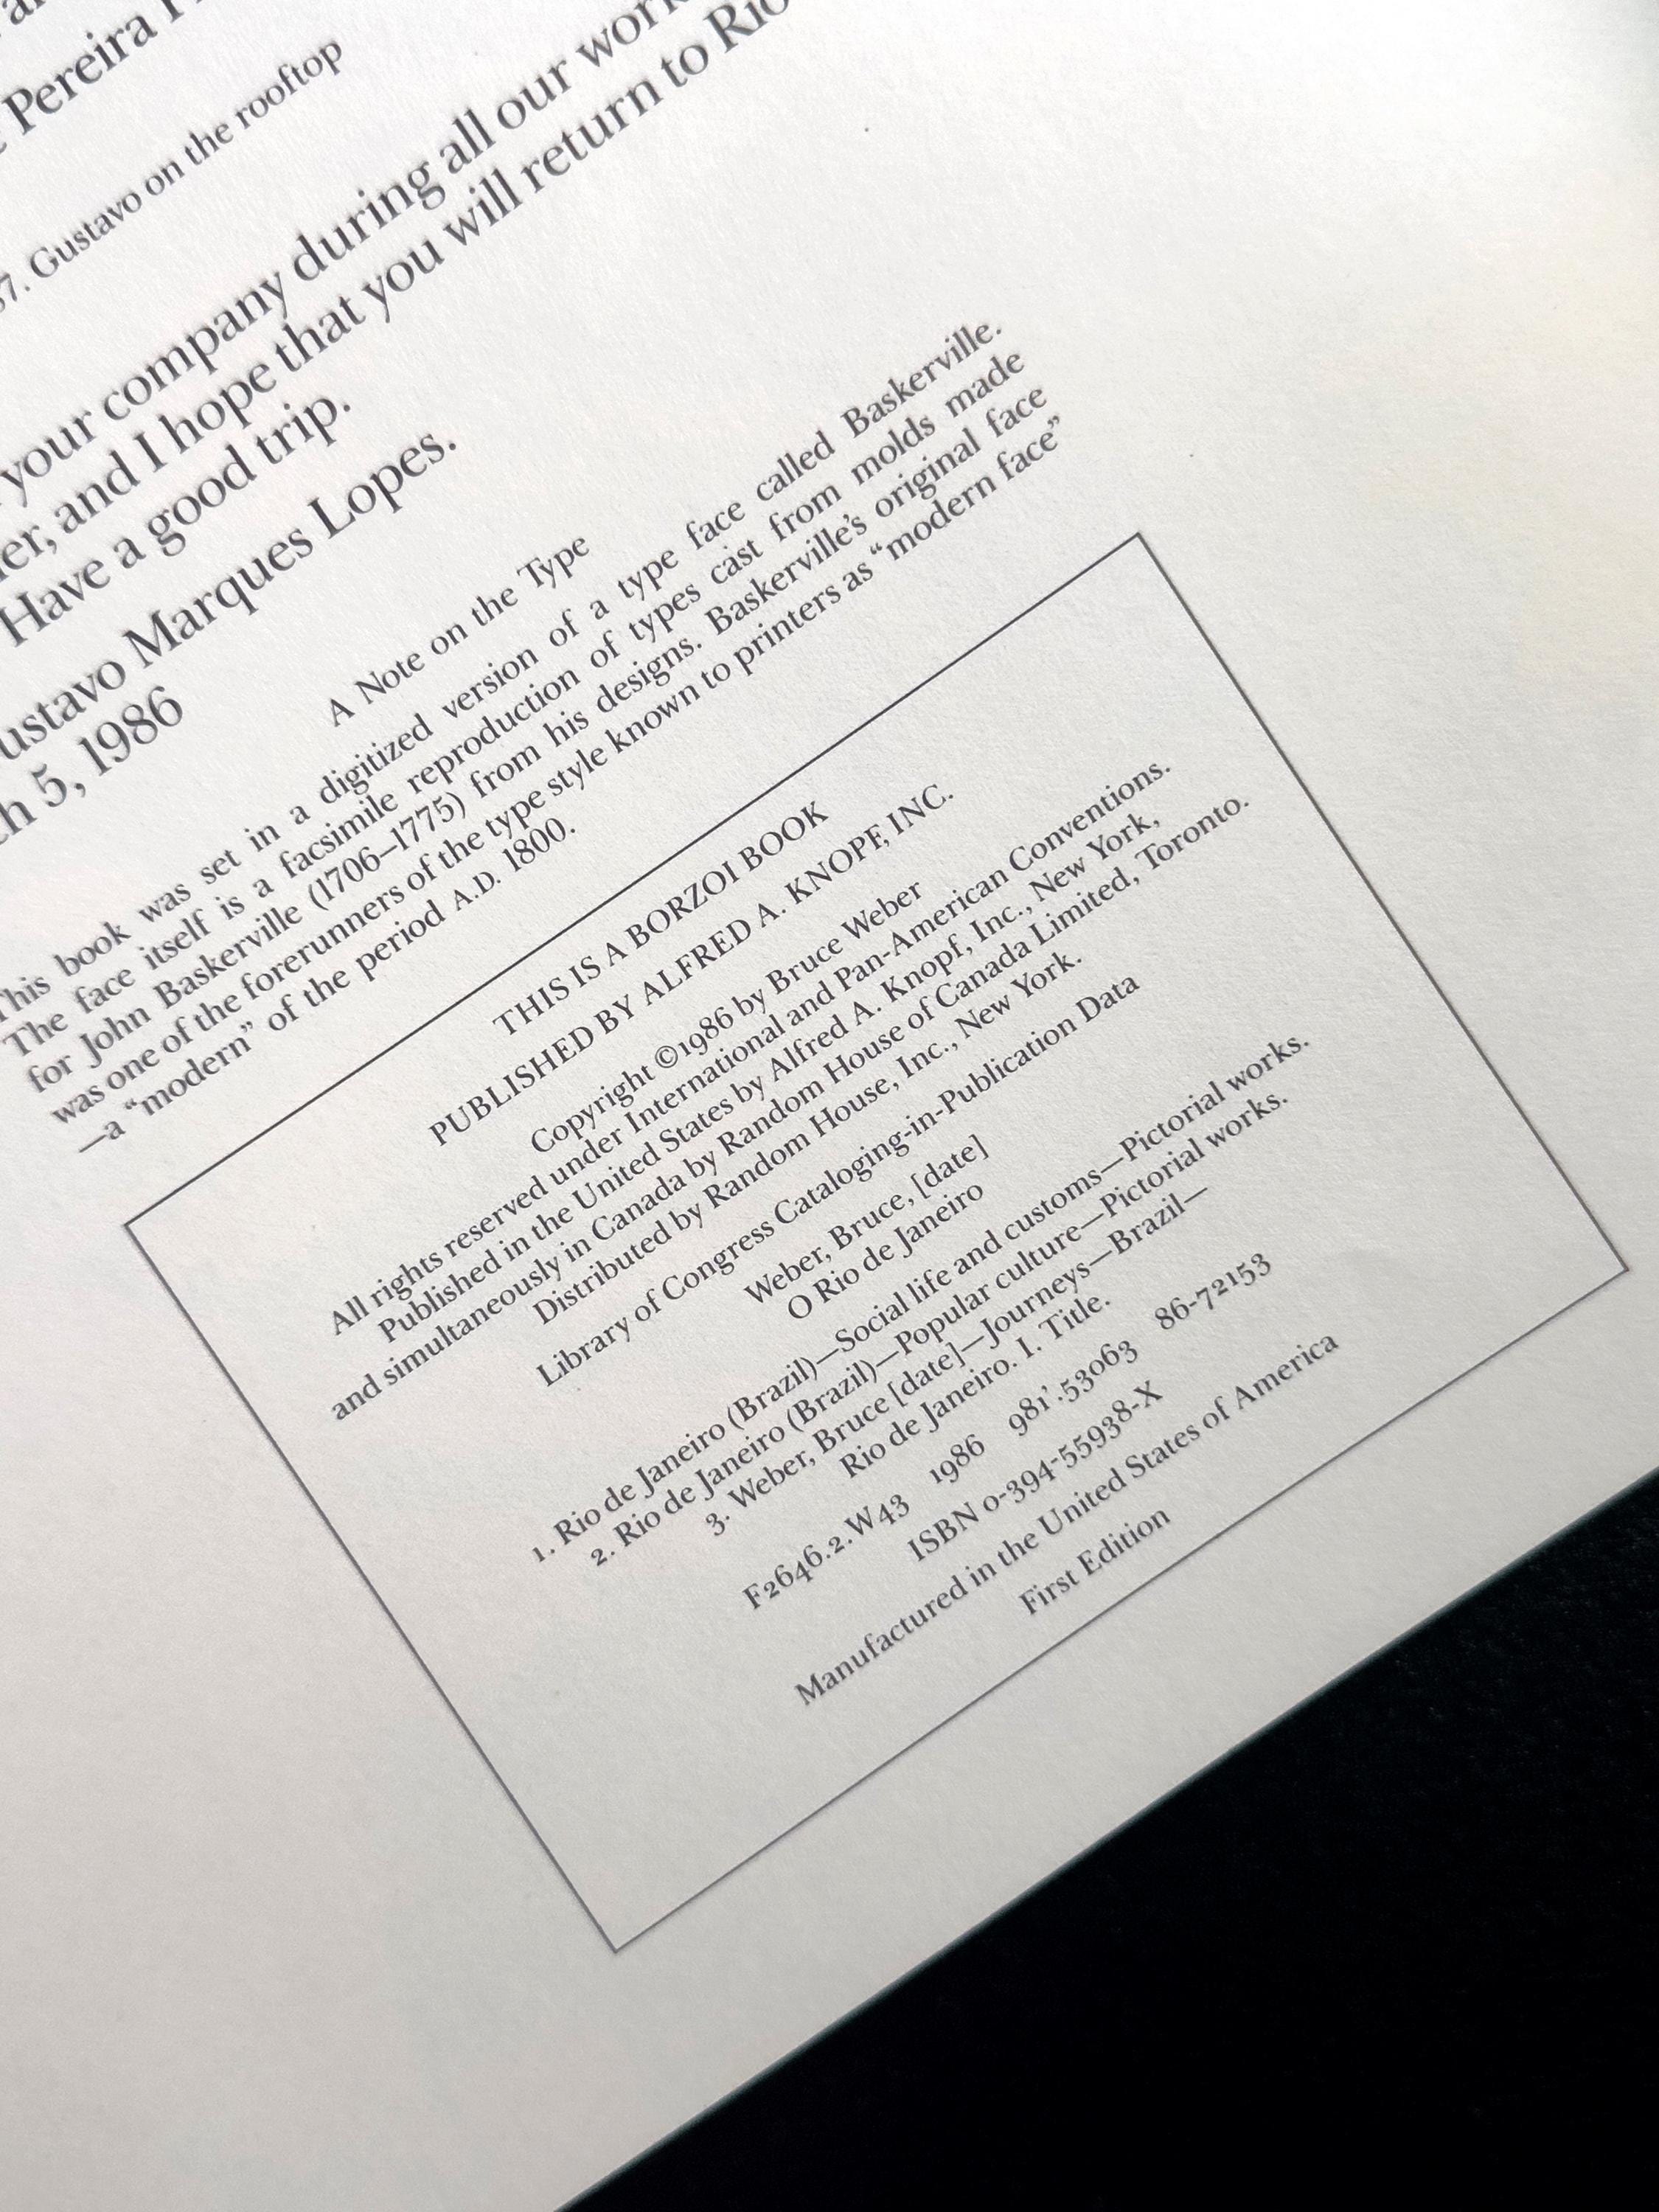 Pereira
37. Gustavo on the rooftop
your company during all our work
and I hope that you will return to Rio
Have a good trip.
Gustavo Marques Lopes.
5, 1986
A Note on the Type
This book was set in a digitized version of a type face called Baskerville.
The face itself is a facsimile reproduction of types cast from molds made
for John Baskerville (1706–1775) from his designs. Baskerville's original face
was one of the forerunners of the type style known to printers as “modern face”
—a “modern” of the period A.D. 1800.
THIS IS A BORZOI BOOK
PUBLISHED BY ALFRED A. KNOPF, INC.
Copyright ©1986 by Bruce Weber
All rights reserved under International and Pan-American Conventions.
Published in the United States by Alfred A. Knopf, Inc., New York,
and simultaneously in Canada by Random House of Canada Limited, Toronto.
Distributed by Random House, Inc., New York.
Library of Congress Cataloging-in-Publication Data
Weber, Bruce, [date]
O Rio de Janeiro
1. Rio de Janeiro (Brazil)—Social life and customs—Pictorial works.
2. Rio de Janeiro (Brazil)—Popular culture—Pictorial works.
3. Weber, Bruce [date]—Journeys—Brazil—
Rio de Janeiro. I. Title.
F2646.2.W43 1986 981'.53063 86-72153
ISBN 0-394-55938-X
Manufactured in the United States of America
First Edition